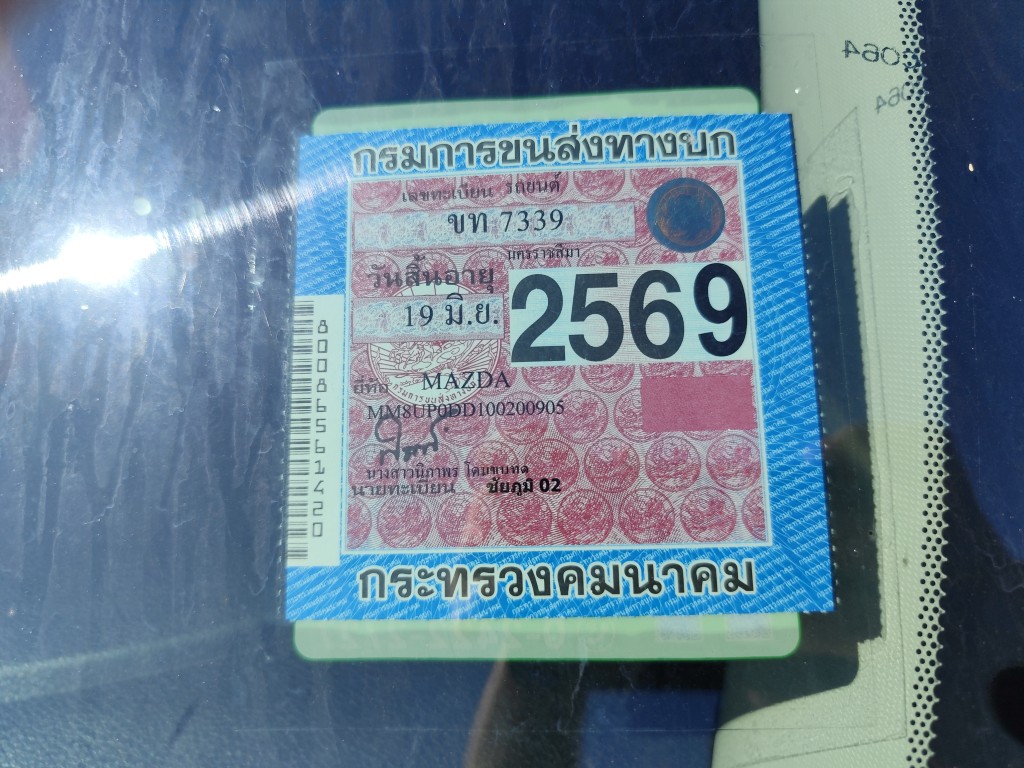 กรมการขนส่งทางบก
เลขทะเบียน รถยนต์
ขท 7339
นครราชสีมา
วันสิ้นอายุ
19 มิ.ย.
2569
ยี่ห้อ MAZDA
MM8UP0DD100200905
นางสาวนิภาพร โดมขุนทด
นายทะเบียน ชัยภูมิ 02
กระทรวงคมนาคม
8008656561420